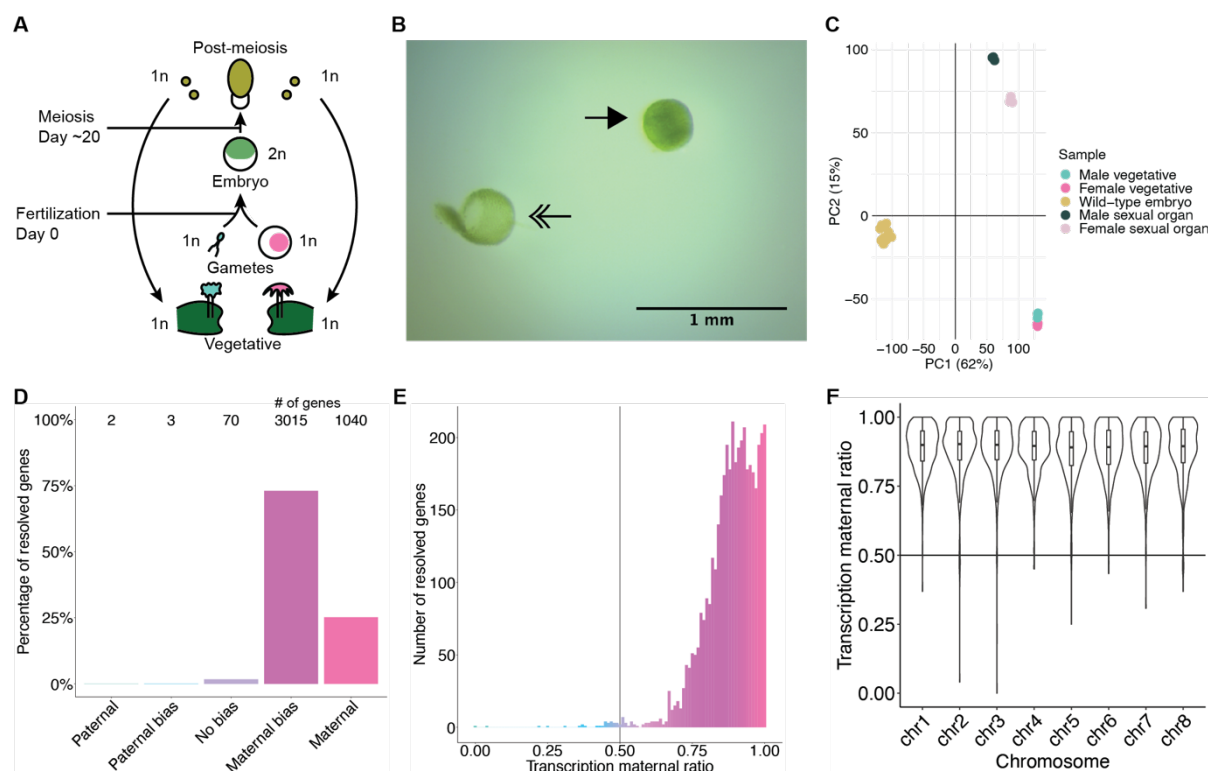 A
Post-meiosis
1n
1n
Meiosis
Day ~20
2n
Embryo
Fertilization
Day 0
1n
1n
Gametes
1n
1n
Vegetative
B
1 mm
C
100
50
0
−50
PC2 (15%)
−100 −50 0 50 100
PC1 (62%)
Sample
Male vegetative
Female vegetative
Wild-type embryo
Male sexual organ
Female sexual organ
D
# of genes
100% 2 3 70 3015 1040
75%
50%
25%
0%
Percentage of resolved genes
Paternal
Paternal bias
No bias
Maternal bias
Maternal
E
200
150
100
50
0
Number of resolved genes
0.00 0.25 0.50 0.75 1.00
Transcription maternal ratio
F
1.00
0.75
0.50
0.25
0.00
Transcription maternal ratio
chr1 chr2 chr3 chr4 chr5 chr6 chr7 chr8
Chromosome